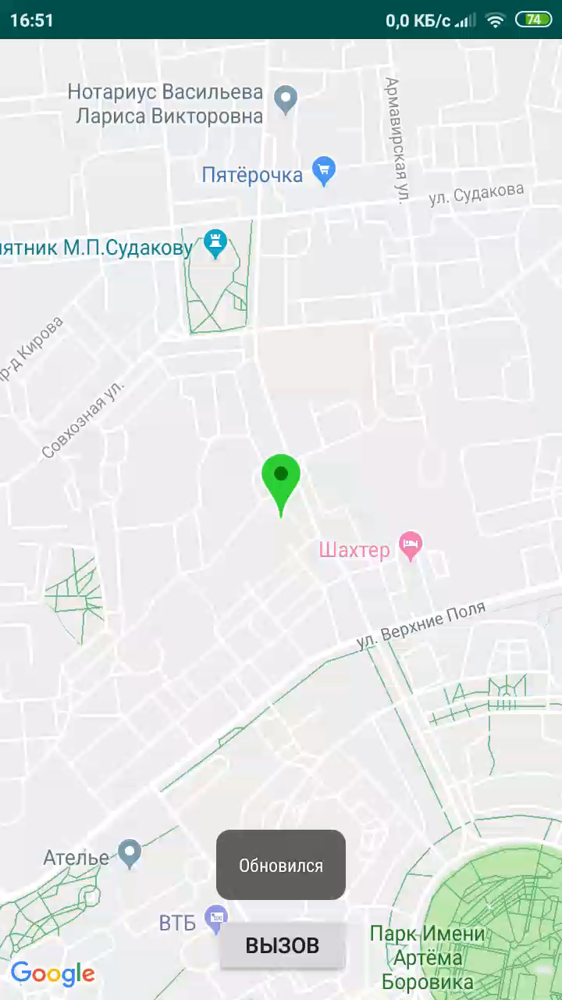 16:51
0,0 КБ/с
74
Нотариус Васильева
Лариса Викторовна
Армавирская ул.
Пятёрочка
ул. Судакова
ятник М.П.Судакову
р-д Кирова
Совхозная ул.
Шахтер
ул. Верхние Поля
Ателье
Обновился
ВТБ
ВЫЗОВ
Парк Имени
Артёма
Боровика
Google